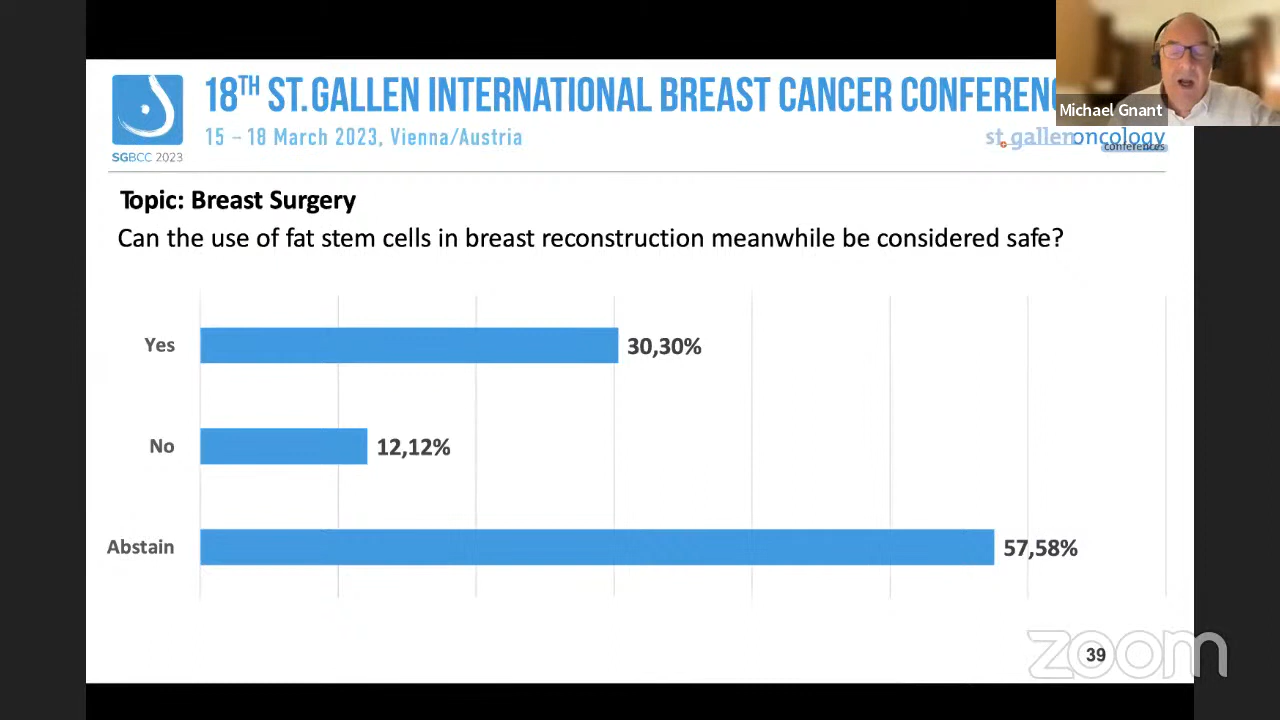 18TH ST.GALLEN INTERNATIONAL BREAST CANCER CONFEREN
Michael Gnant
15 – 18 March 2023, Vienna/Austria
st.gallenoncology
conferences
SGBCC 2023
Topic: Breast Surgery
Can the use of fat stem cells in breast reconstruction meanwhile be considered safe?
Yes
30,30%
No
12,12%
Abstain
57,58%
39
zoom